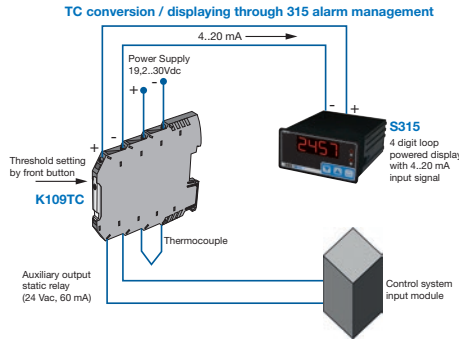 TC conversion / displaying through 315 alarm management
4..20 mA
Power Supply
19,2..30Vdc
+
-
-
+
+
-
S315
4 digit loop
powered display
with 4..20 mA
input signal
2457
Threshold setting
by front button
K109TC
Thermocouple
Auxiliary output
static relay
(24 Vac, 60 mA)
Control system
input module